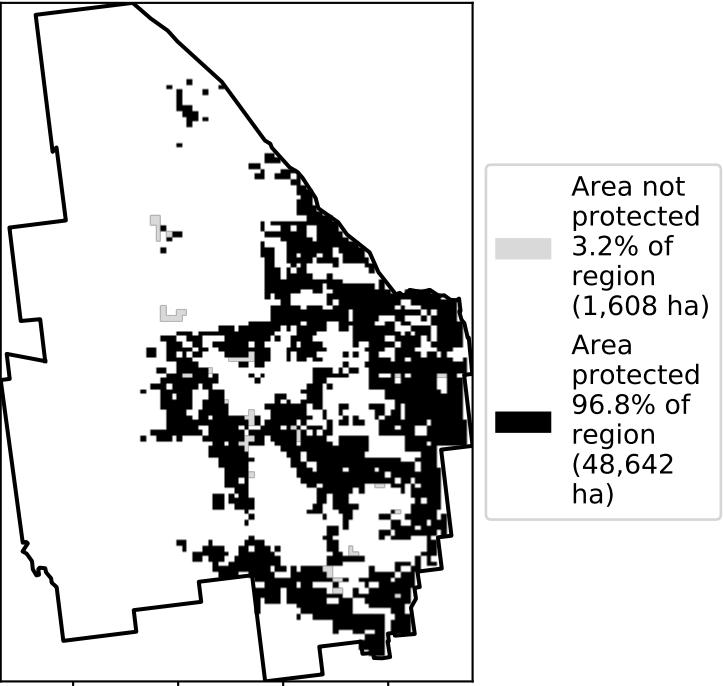 Area not
protected
3.2% of
region
(1,608 ha)
Area
protected
96.8% of
region
(48,642
ha)